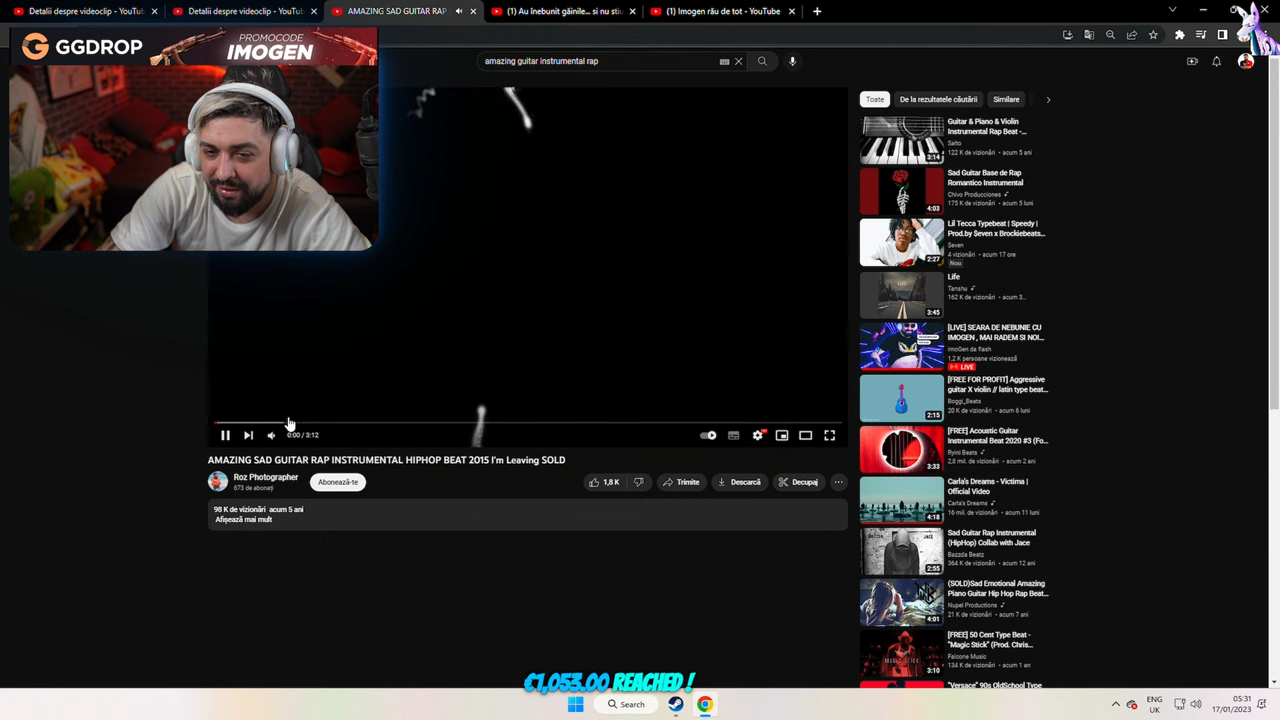 Detalii despre videoclip - YouTub
Detalii despre videoclip - YouTub
AMAZING SAD GUITAR RAP
(1) Au înebunit găinile... si nu stiu
(1) Imogen rău de tot - YouTube
GGDROP
PROMOCODE
IMOGEN
amazing guitar instrumental rap
Toate
De la rezultatele căutării
Similare
Guitar & Piano & Violin
Instrumental Rap Beat -...
Salto
122 K de vizionări • acum 5 ani
3:14
Sad Guitar Base de Rap
Romantico Instrumental
Chivo Producciones
175 K de vizionări • acum 5 luni
4:03
Lil Tecca Typebeat | Speedy |
Prod.by $even x Brockiebeats...
$even
4 vizionări • acum 17 ore
Nou
2:27
Life
Tanshu
162 K de vizionări • acum 3...
3:45
[LIVE] SEARA DE NEBUNIE CU
IMOGEN , MAI RADEM SI NOI...
imoGen da flash
1,2 K persoane vizionează
LIVE
[FREE FOR PROFIT] Aggressive
guitar X violin // latin type beat...
Boggi_Beats
20 K de vizionări • acum 6 luni
2:15
[FREE] Acoustic Guitar
Instrumental Beat 2020 #3 (Fo...
Ryini Beats
2,8 mil. de vizionări • acum 2 ani
3:33
Carla's Dreams - Victima |
Official Video
Carla's Dreams
16 mil. de vizionări • acum 11 luni
4:18
Sad Guitar Rap Instrumental
(HipHop) Collab with Jace
Bazzda Beatz
364 K de vizionări • acum 12 ani
2:55
(SOLD)Sad Emotional Amazing
Piano Guitar Hip Hop Rap Beat...
Nupel Productions
21 K de vizionări • acum 7 ani
4:01
[FREE] 50 Cent Type Beat -
"Magic Stick" (Prod. Chris...
Falcone Music
134 K de vizionări • acum 1 an
3:10
"Versace" 90s OldSchool Type
0:00 / 3:12
AMAZING SAD GUITAR RAP INSTRUMENTAL HIPHOP BEAT 2015 I'm Leaving SOLD
Roz Photographer
673 de abonați
Abonează-te
1,8 K
Trimite
Descarcă
Decupaj
98 K de vizionări acum 5 ani
Afișează mai mult
€1,053.00 REACHED !
Search
ENG
UK
05:31
17/01/2023